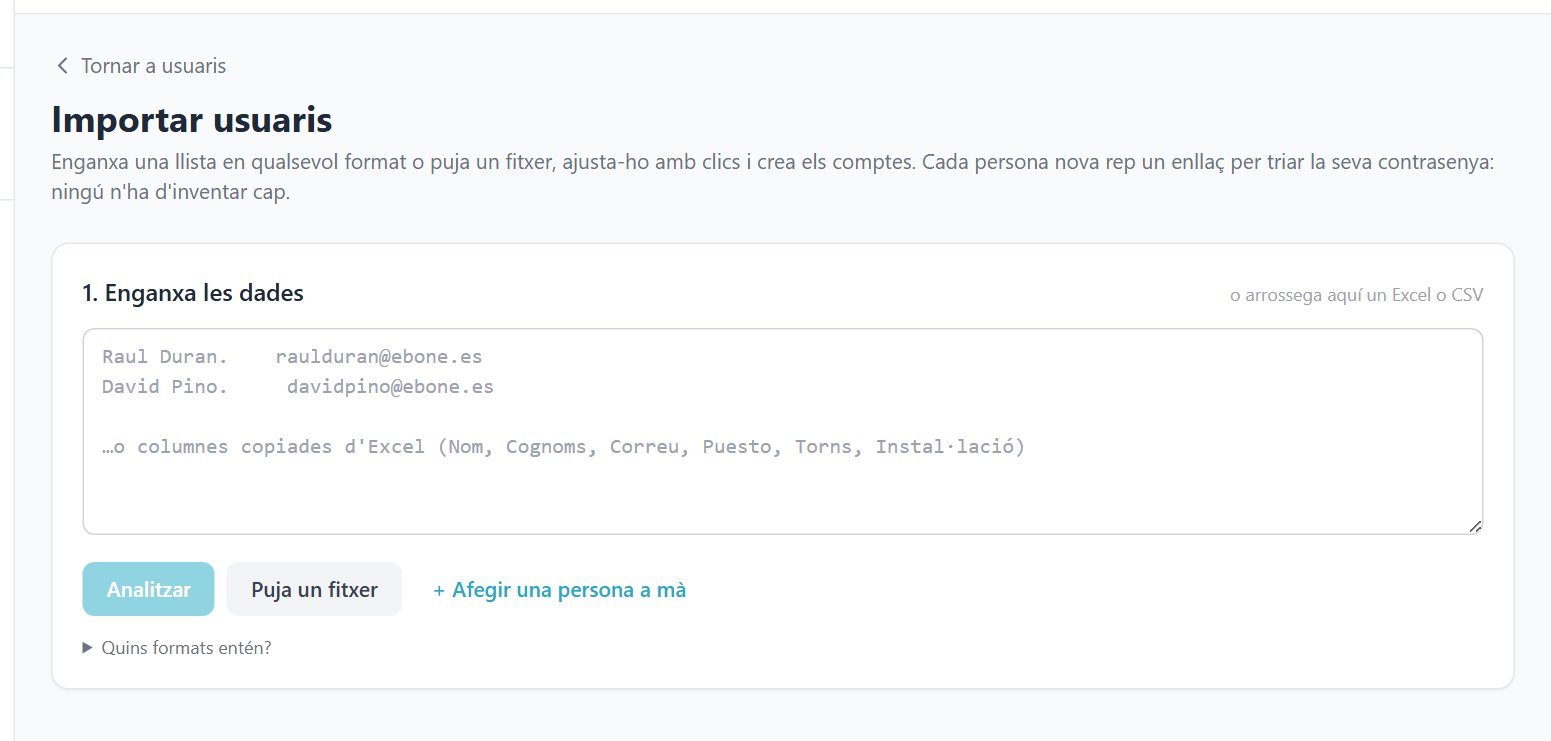 Tornar a usuaris
Importar usuaris
Enganxa una llista en qualsevol format o puja un fitxer, ajusta-ho amb clics i crea els comptes. Cada persona nova rep un enllaç per triar la seva contrasenya:
ningú n'ha d'inventar cap.
1. Enganxa les dades
o arrossega aquí un Excel o CSV
Raul Duran.    raulduran@ebone.es
David Pino.     davidpino@ebone.es
…o columnes copiades d'Excel (Nom, Cognoms, Correu, Puesto, Torns, Instal·lació)
Analitzar
Puja un fitxer
+ Afegir una persona a mà
Quins formats entén?